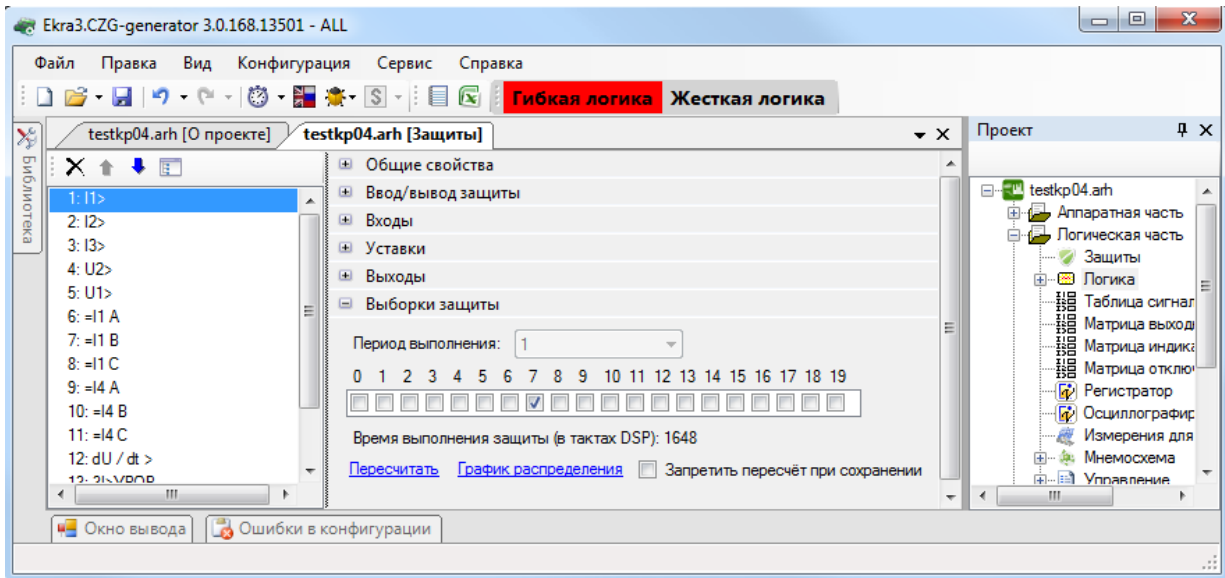 Ekra3.CZG-generator 3.0.168.13501 - ALL
Файл Правка Вид Конфигурация Сервис Справка
S Гибкая логика Жесткая логика
Библиотека
testkp04.arh [О проекте] testkp04.arh [Защиты]
1: I1>
2: I2>
3: I3>
4: U2>
5: U1>
6: =I1 A
7: =I1 B
8: =I1 C
9: =I4 A
10: =I4 B
11: =I4 C
12: dU / dt >
Общие свойства
Ввод/вывод защиты
Входы
Уставки
Выходы
Выборки защиты
Период выполнения: 1
0 1 2 3 4 5 6 7 8 9 10 11 12 13 14 15 16 17 18 19
Время выполнения защиты (в тактах DSP): 1648
Пересчитать График распределения Запретить пересчёт при сохранении
Проект
testkp04.arh
Аппаратная часть
Логическая часть
Защиты
Логика
Таблица сигнал
Матрица выход
Матрица индика
Матрица отклю
Регистратор
Осциллографир
Измерения для
Мнемосхема
Управление
Окно вывода Ошибки в конфигурации